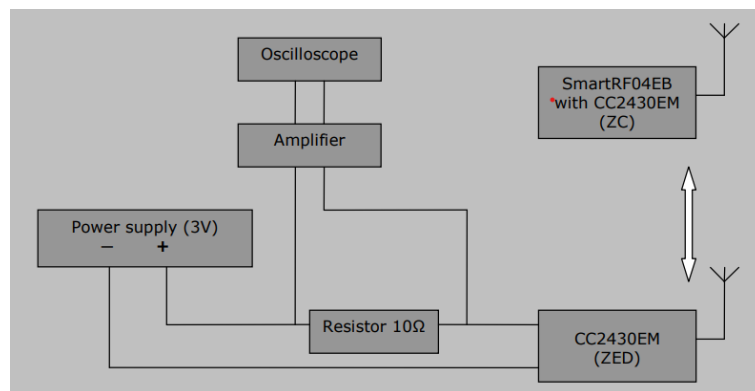 Oscilloscope
Amplifier
Power supply (3V)
− +
Resistor 10Ω
SmartRF04EB
with CC2430EM
(ZC)
CC2430EM
(ZED)